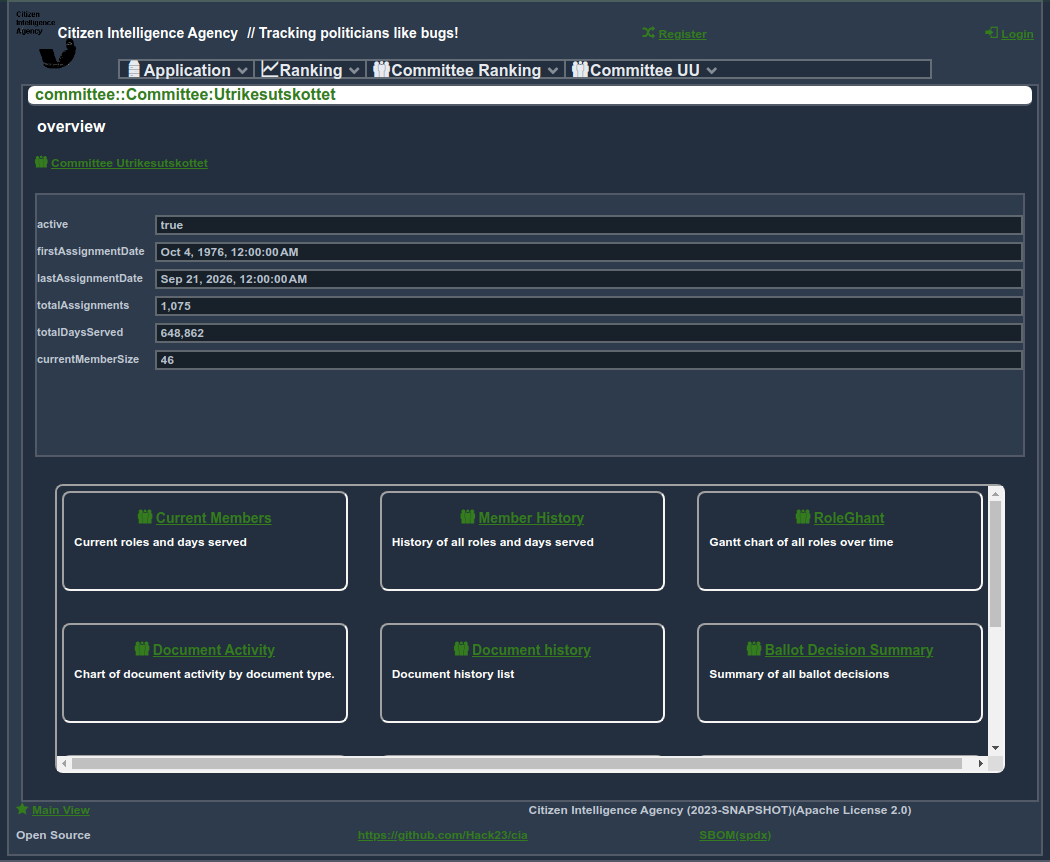 Citizen
Intelligence
Agency
Citizen Intelligence Agency // Tracking politicians like bugs!
Register
Login
Application
Ranking
Committee Ranking
Committee UU
committee::Committee:Utrikesutskottet
overview
Committee Utrikesutskottet
active true
firstAssignmentDate Oct 4, 1976, 12:00:00 AM
lastAssignmentDate Sep 21, 2026, 12:00:00 AM
totalAssignments 1,075
totalDaysServed 648,862
currentMemberSize 46
Current Members
Current roles and days served
Member History
History of all roles and days served
RoleGhant
Gantt chart of all roles over time
Document Activity
Chart of document activity by document type.
Document history
Document history list
Ballot Decision Summary
Summary of all ballot decisions
Main View
Citizen Intelligence Agency (2023-SNAPSHOT)(Apache License 2.0)
Open Source
https://github.com/Hack23/cia
SBOM(spdx)